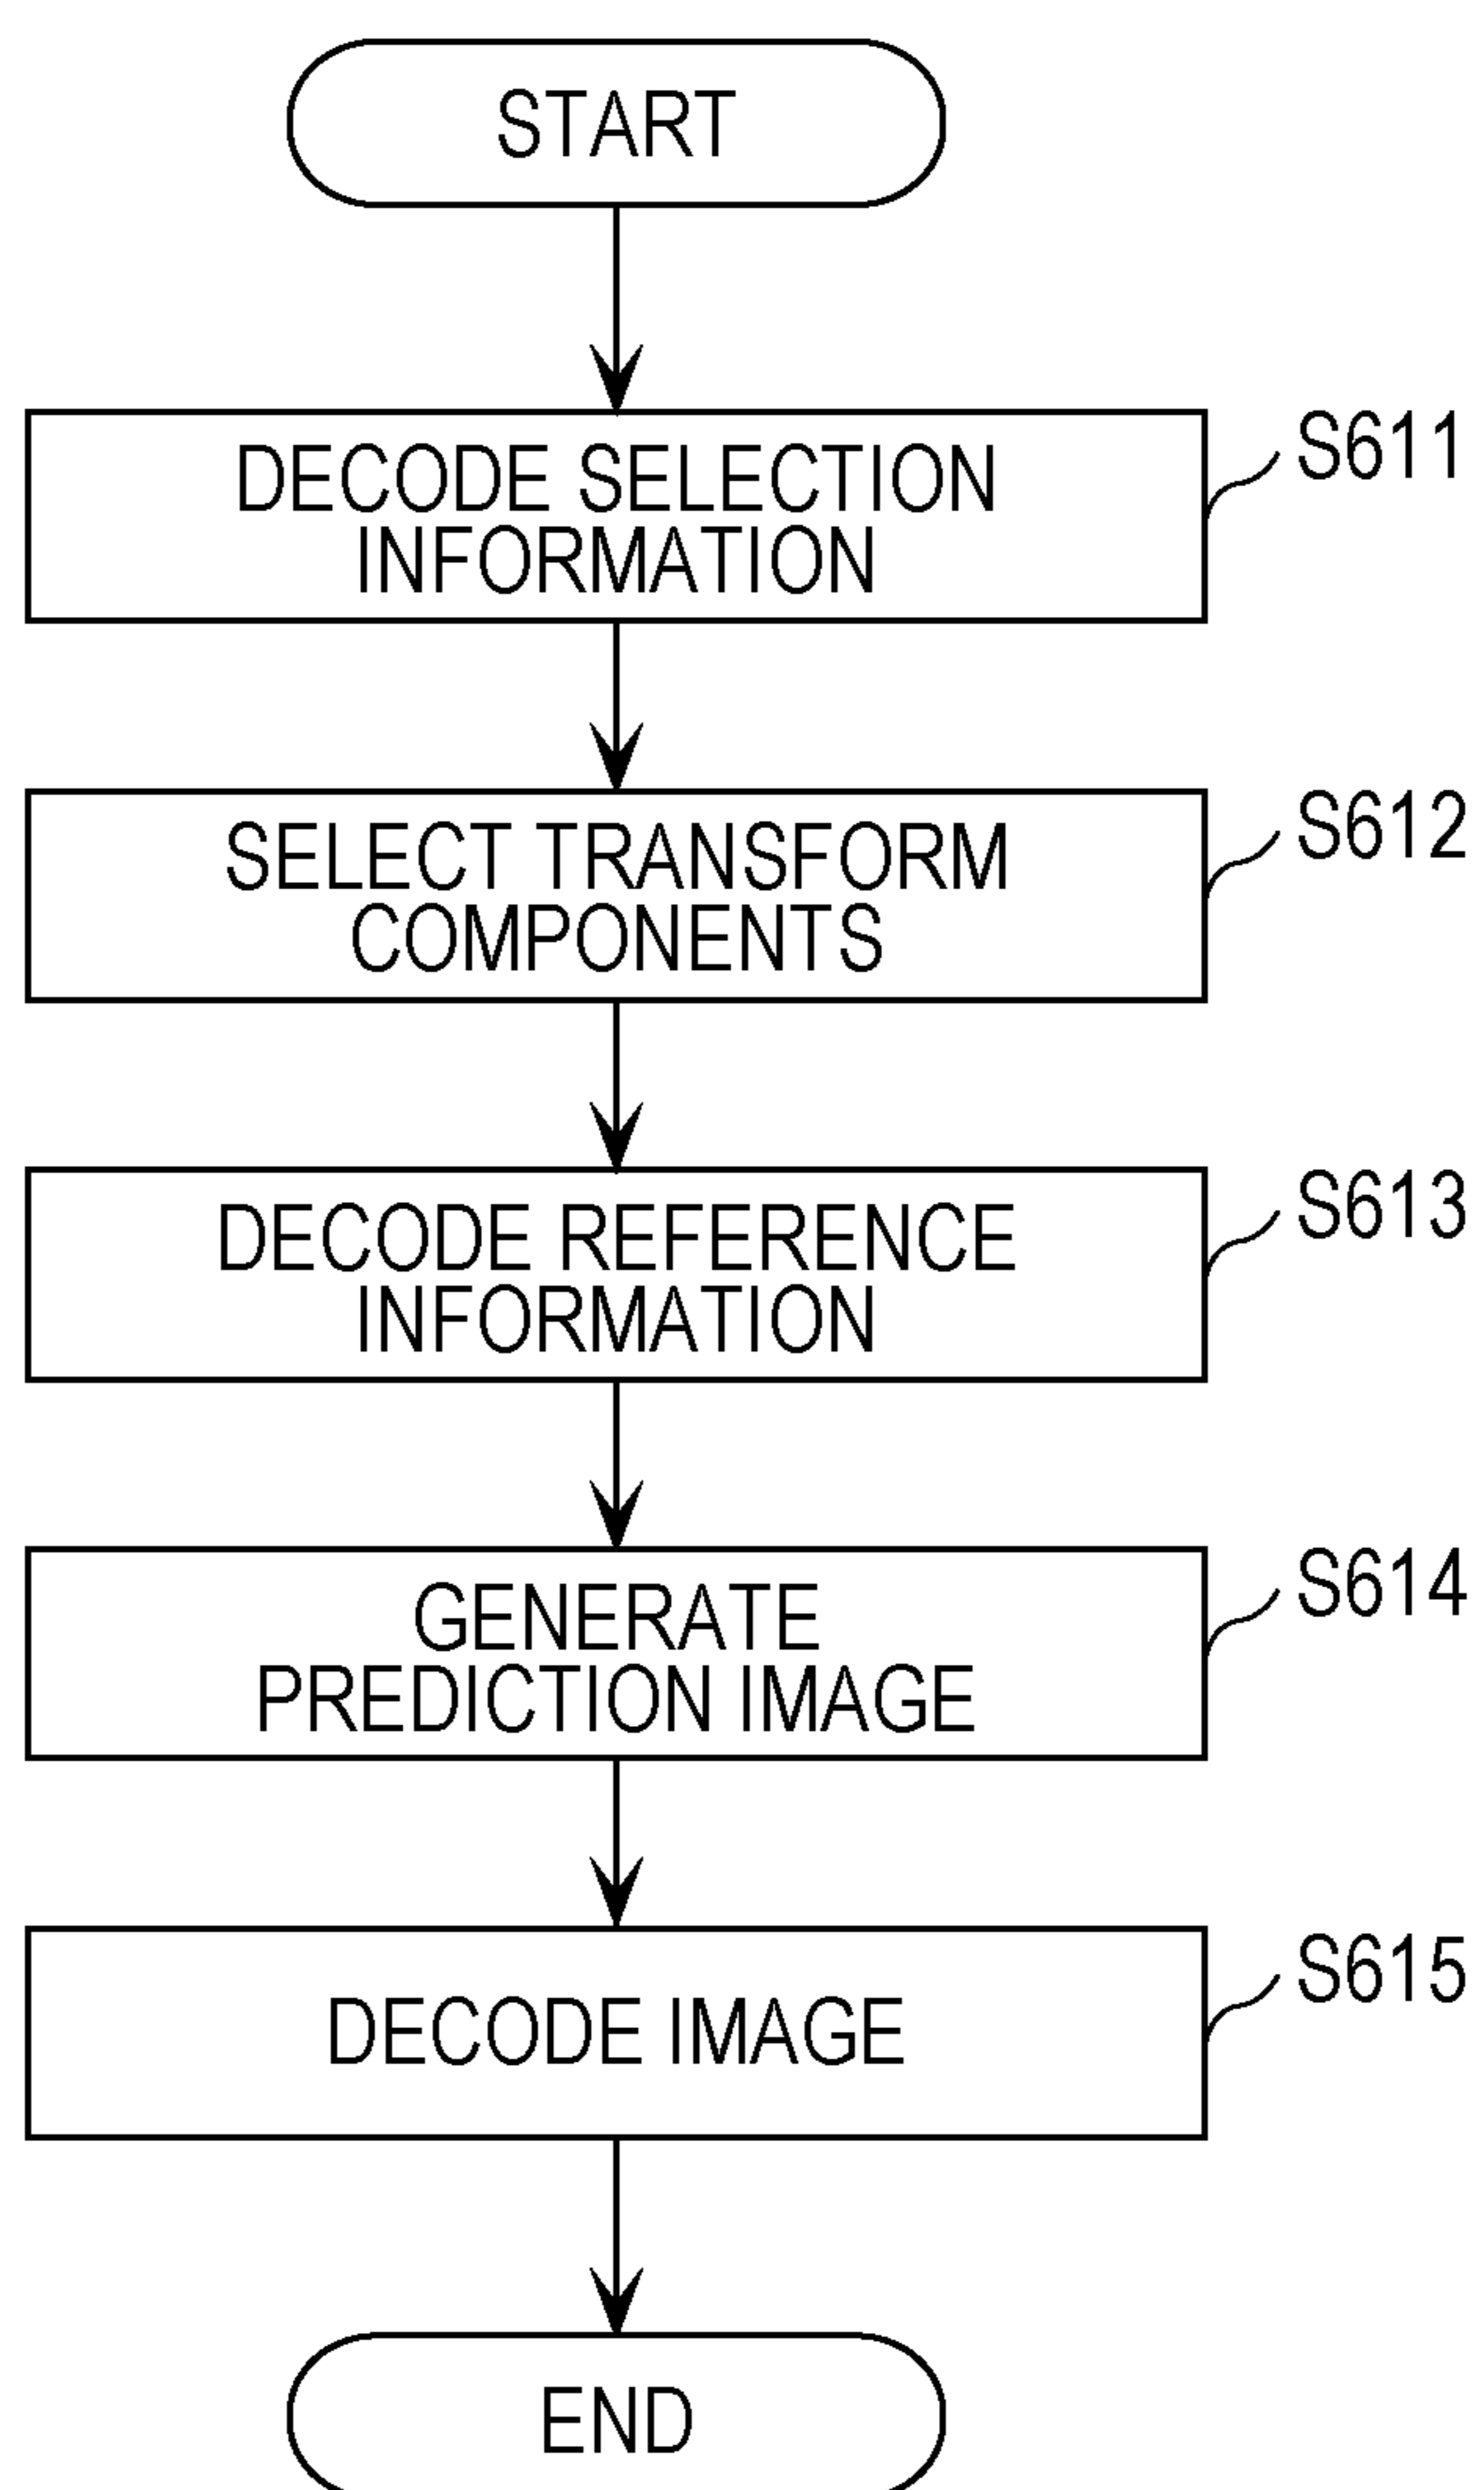 START
DECODE SELECTION
INFORMATION
S611
SELECT TRANSFORM
COMPONENTS
S612
DECODE REFERENCE
INFORMATION
S613
GENERATE
PREDICTION IMAGE
S614
DECODE IMAGE
S615
END